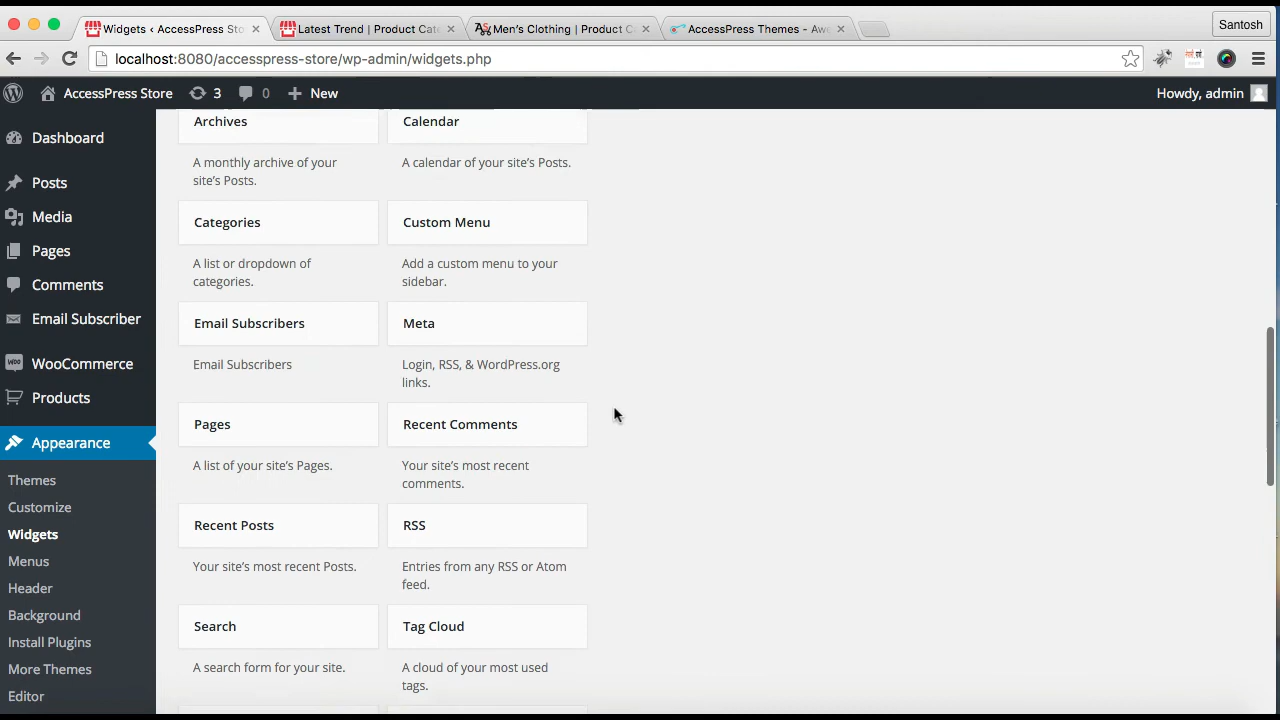 Widgets ‹ AccessPress Sto
Latest Trend | Product Cate
Men's Clothing | Product C
AccessPress Themes - Awe
Santosh
localhost:8080/accesspress-store/wp-admin/widgets.php
AccessPress Store
3
0
New
Howdy, admin
Dashboard
Posts
Media
Pages
Comments
Email Subscriber
WooCommerce
Products
Appearance
Themes
Customize
Widgets
Menus
Header
Background
Install Plugins
More Themes
Editor
Archives
A monthly archive of your
site's Posts.
Calendar
A calendar of your site's Posts.
Categories
A list or dropdown of
categories.
Custom Menu
Add a custom menu to your
sidebar.
Email Subscribers
Email Subscribers
Meta
Login, RSS, & WordPress.org
links.
Pages
A list of your site's Pages.
Recent Comments
Your site's most recent
comments.
Recent Posts
Your site's most recent Posts.
RSS
Entries from any RSS or Atom
feed.
Search
A search form for your site.
Tag Cloud
A cloud of your most used
tags.